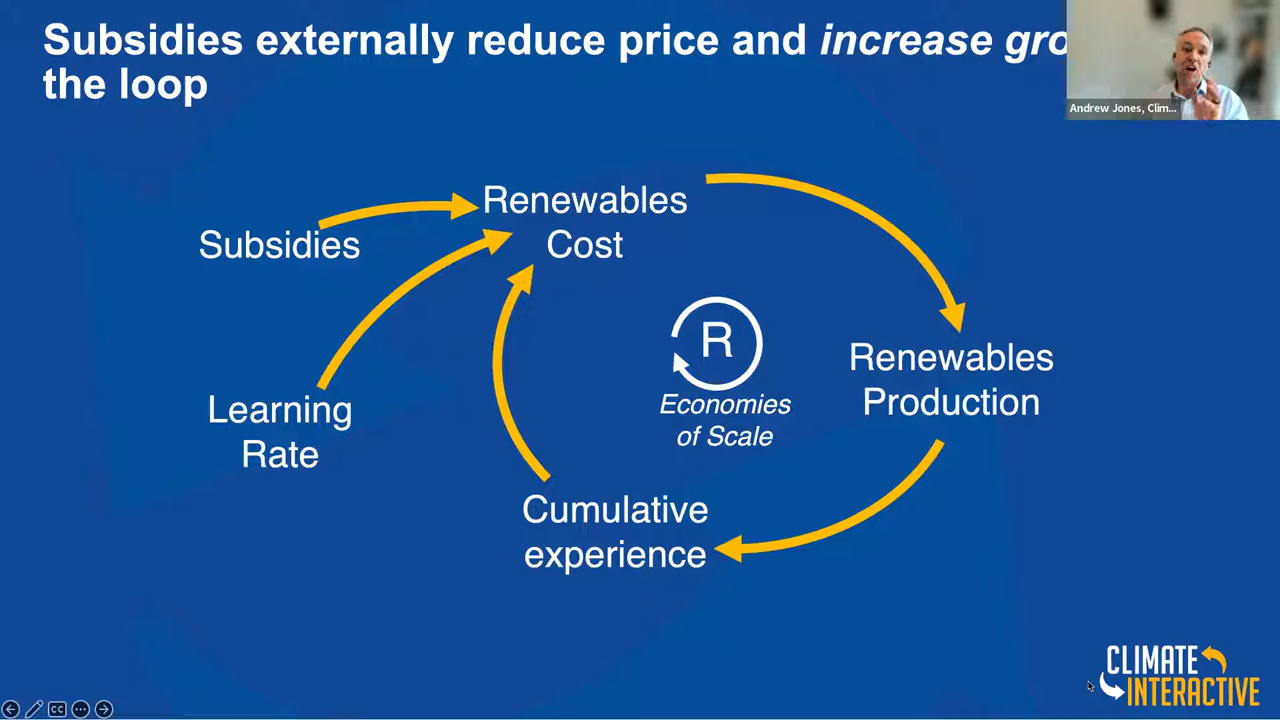 Subsidies externally reduce price and increase gro
the loop
Andrew Jones, Clim...
Renewables
Cost
Subsidies
R
Economies
of Scale
Renewables
Production
Learning
Rate
Cumulative
experience
CLIMATE
INTERACTIVE
CC